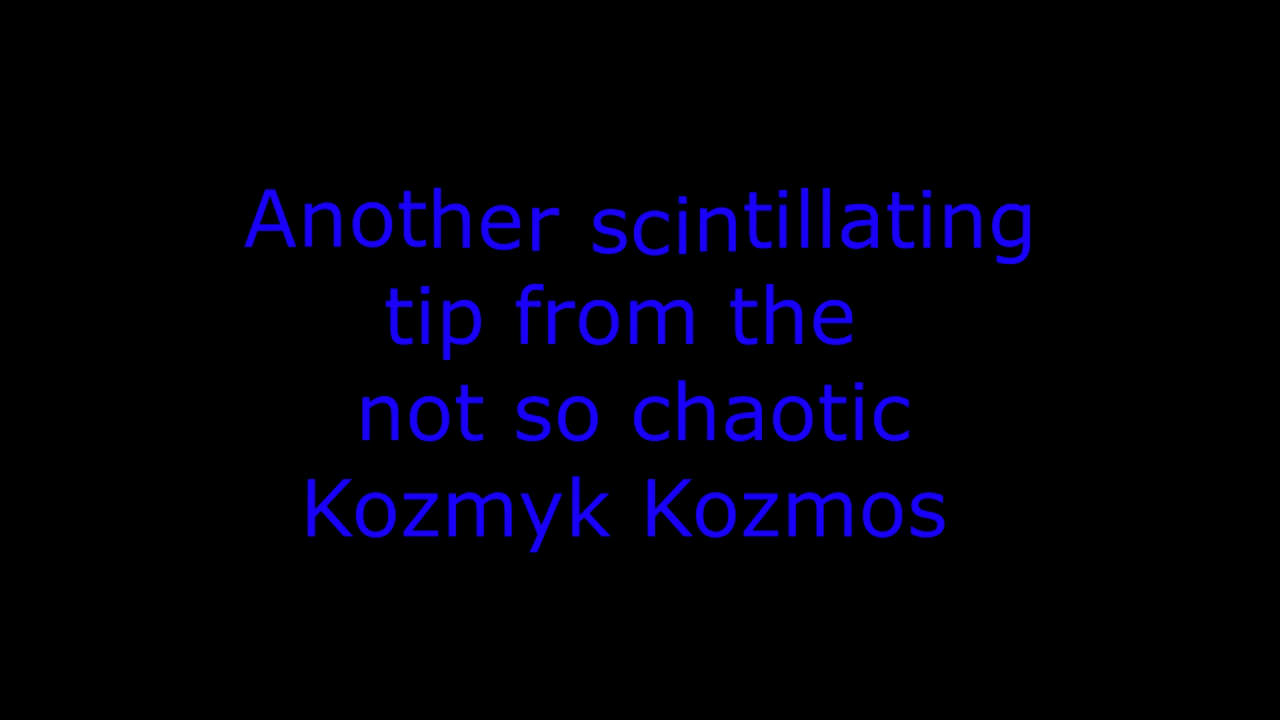 Another scintillating
tip from the
not so chaotic
Kozmyk Kozmos